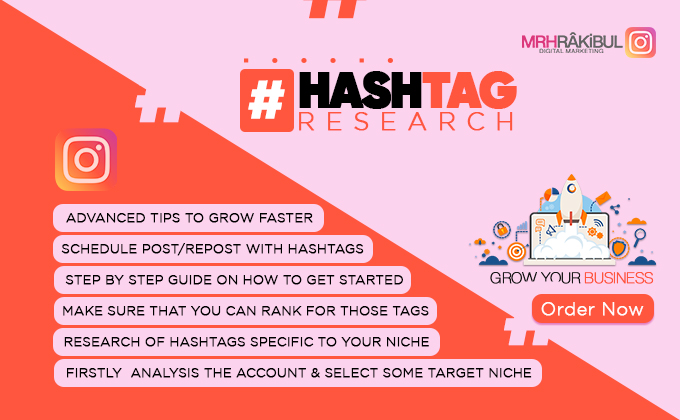 MRHRÂKİBUL
DIGITAL MARKETING
#HASHTAG
RESEARCH
ADVANCED TIPS TO GROW FASTER
SCHEDULE POST/REPOST WITH HASHTAGS
STEP BY STEP GUIDE ON HOW TO GET STARTED
MAKE SURE THAT YOU CAN RANK FOR THOSE TAGS
RESEARCH OF HASHTAGS SPECIFIC TO YOUR NICHE
FIRSTLY ANALYSIS THE ACCOUNT & SELECT SOME TARGET NICHE
GROW YOUR BUSINESS
Order Now